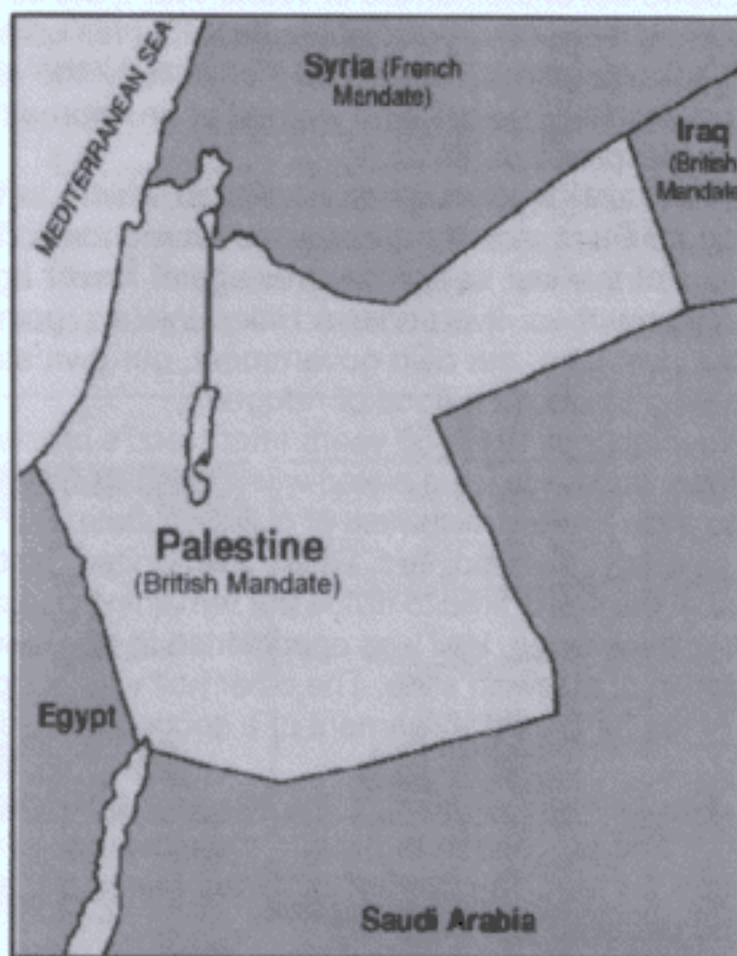 MEDITERRANEAN SEA
Syria (French
Mandate)
Iraq
(British
Mandate
Palestine
(British Mandate)
Egypt
Saudi Arabia